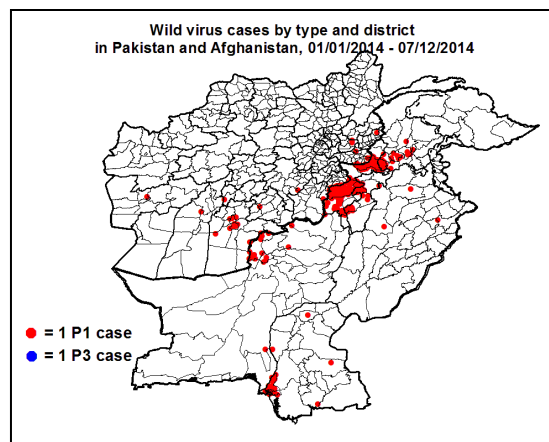 Wild virus cases by type and district
in Pakistan and Afghanistan, 01/01/2014 - 07/12/2014
= 1 P1 case
= 1 P3 case